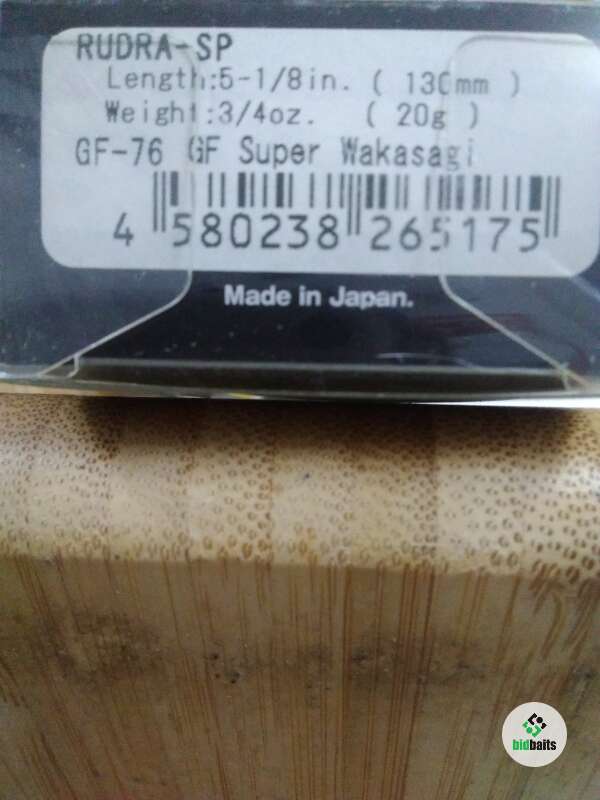 RUDRA-SP
Length:5-1/8in. ( 130mm )
Weight:3/4oz. ( 20g )
GF-76 GF Super Wakasagi
4 580238 265175
Made in Japan.
bidbaits